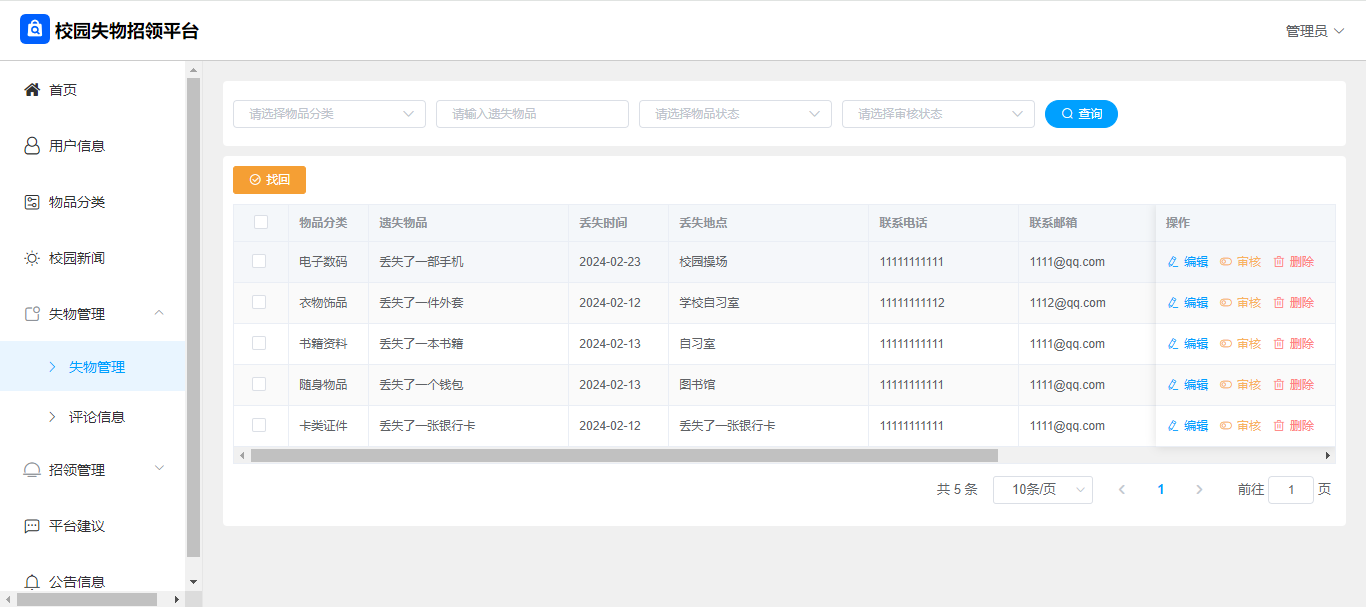 校园失物招领平台
管理员
首页
用户信息
物品分类
校园新闻
失物管理
失物管理
评论信息
招领管理
平台建议
公告信息
请选择物品分类 请输入遗失物品 请选择物品状态 请选择审核状态 查询
找回
物品分类 遗失物品 丢失时间 丢失地点 联系电话 联系邮箱 操作
电子数码 丢失了一部手机 2024-02-23 校园操场 11111111111 1111@qq.com 编辑 审核 删除
衣物饰品 丢失了一件外套 2024-02-12 学校自习室 11111111112 1112@qq.com 编辑 审核 删除
书籍资料 丢失了一本书籍 2024-02-13 自习室 11111111111 1111@qq.com 编辑 审核 删除
随身物品 丢失了一个钱包 2024-02-13 图书馆 11111111111 1111@qq.com 编辑 审核 删除
卡类证件 丢失了一张银行卡 2024-02-12 丢失了一张银行卡 11111111111 1111@qq.com 编辑 审核 删除
共 5 条 10条/页 1 前往 1 页